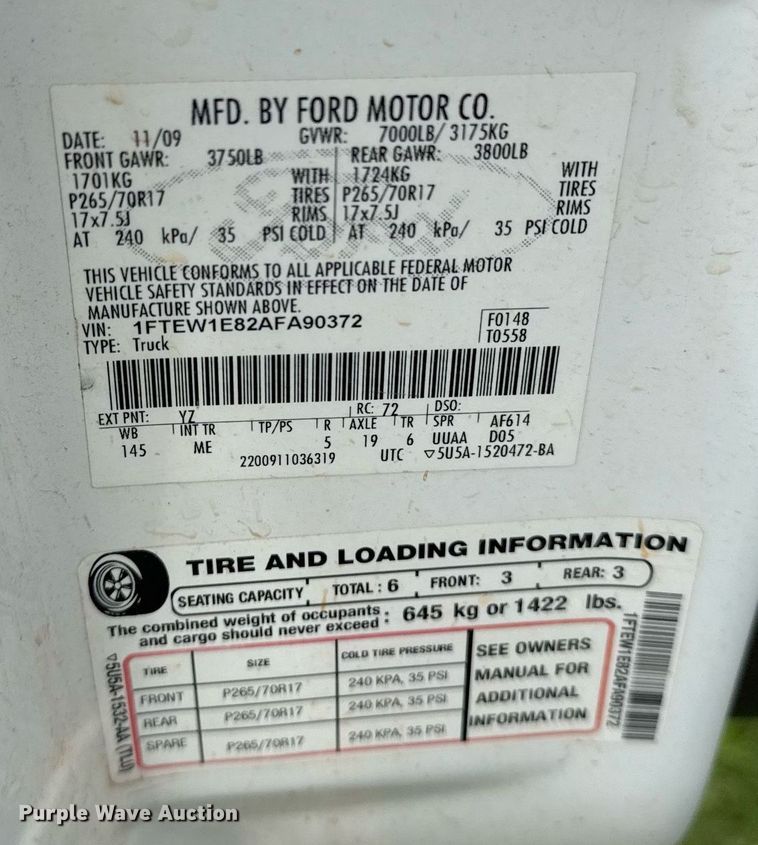 MFD. BY FORD MOTOR CO.
DATE: 11/09 GVWR: 7000LB/ 3175KG
FRONT GAWR: 3750LB REAR GAWR: 3800LB
1701KG WITH 1724KG WITH
P265/70R17 TIRES P265/70R17 TIRES
17x7.5J RIMS 17x7.5J RIMS
AT 240 kPa/ 35 PSI COLD AT 240 kPa/ 35 PSI COLD
THIS VEHICLE CONFORMS TO ALL APPLICABLE FEDERAL MOTOR
VEHICLE SAFETY STANDARDS IN EFFECT ON THE DATE OF
MANUFACTURE SHOWN ABOVE.
VIN: 1FTEW1E82AFA90372 F0148
TYPE: Truck T0558
EXT PNT: YZ RC: 72 DSO:
WB INT TR TP/PS R AXLE TR SPR AF614
145 ME 5 19 6 UUAA D05
2200911036319 UTC ▽5U5A-1520472-BA
TIRE AND LOADING INFORMATION
SEATING CAPACITY TOTAL: 6 FRONT: 3 REAR: 3
The combined weight of occupants and cargo should never exceed: 645 kg or 1422 lbs.
TIRE SIZE COLD TIRE PRESSURE
FRONT P265/70R17 240 KPA, 35 PSI
REAR P265/70R17 240 KPA, 35 PSI
SPARE P265/70R17 240 KPA, 35 PSI
SEE OWNERS
MANUAL FOR
ADDITIONAL
INFORMATION
▽5U5A-1532-AA (TLU)
1FTEW1E82AFA90372
Purple Wave Auction